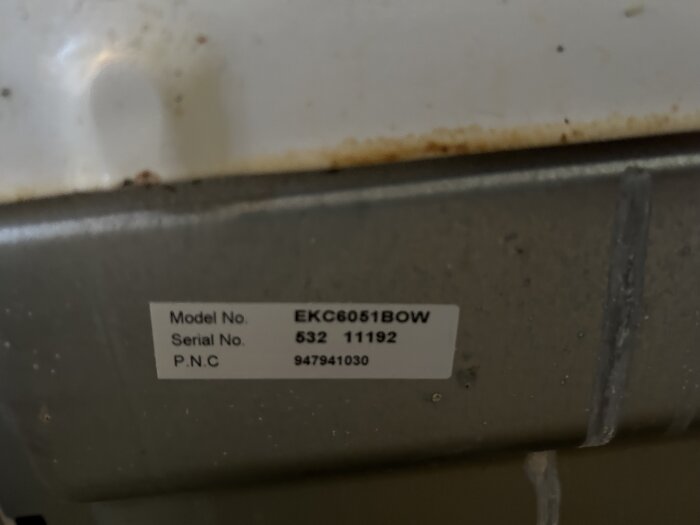 Model No. EKC6051BOW
Serial No. 532 11192
P.N.C 947941030